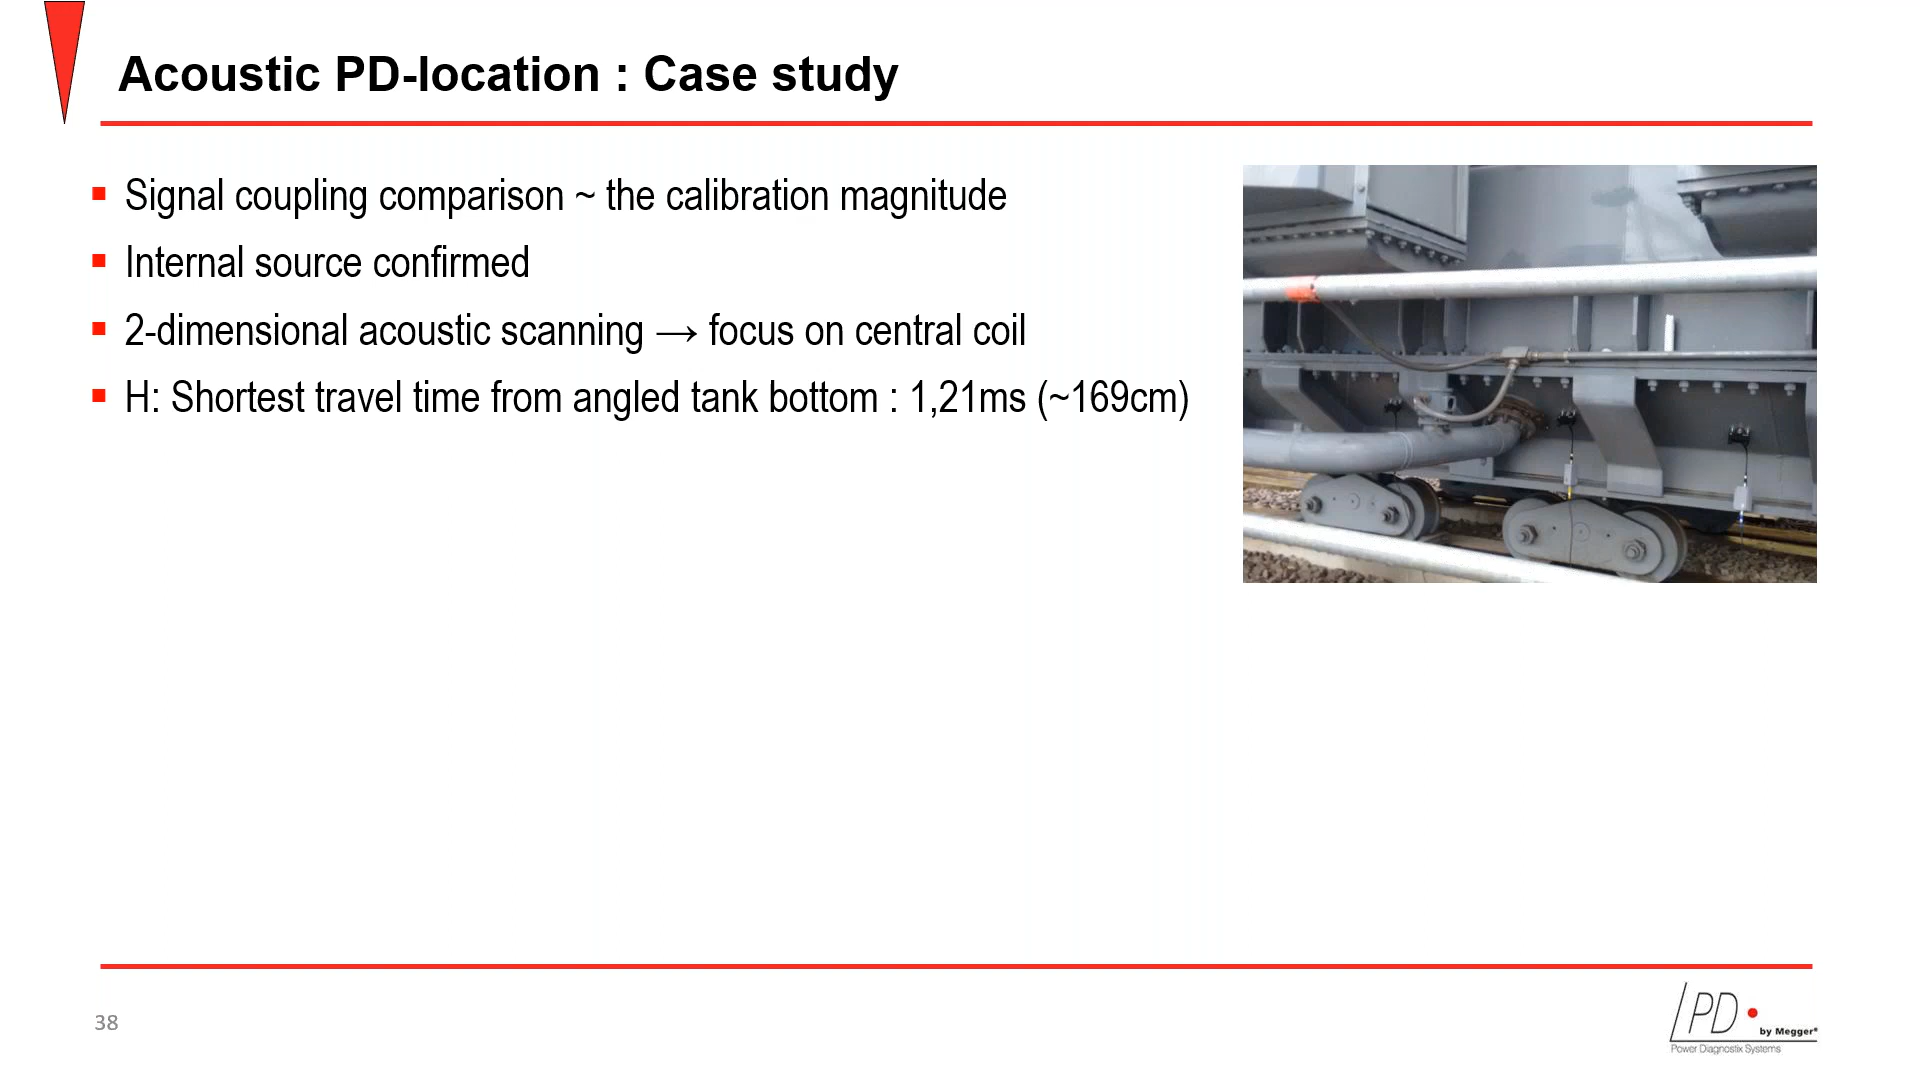 Acoustic PD-location : Case study
Signal coupling comparison ~ the calibration magnitude
Internal source confirmed
2-dimensional acoustic scanning → focus on central coil
H: Shortest travel time from angled tank bottom : 1,21ms (~169cm)
38
PD
by Megger®
Power Diagnostix Systems